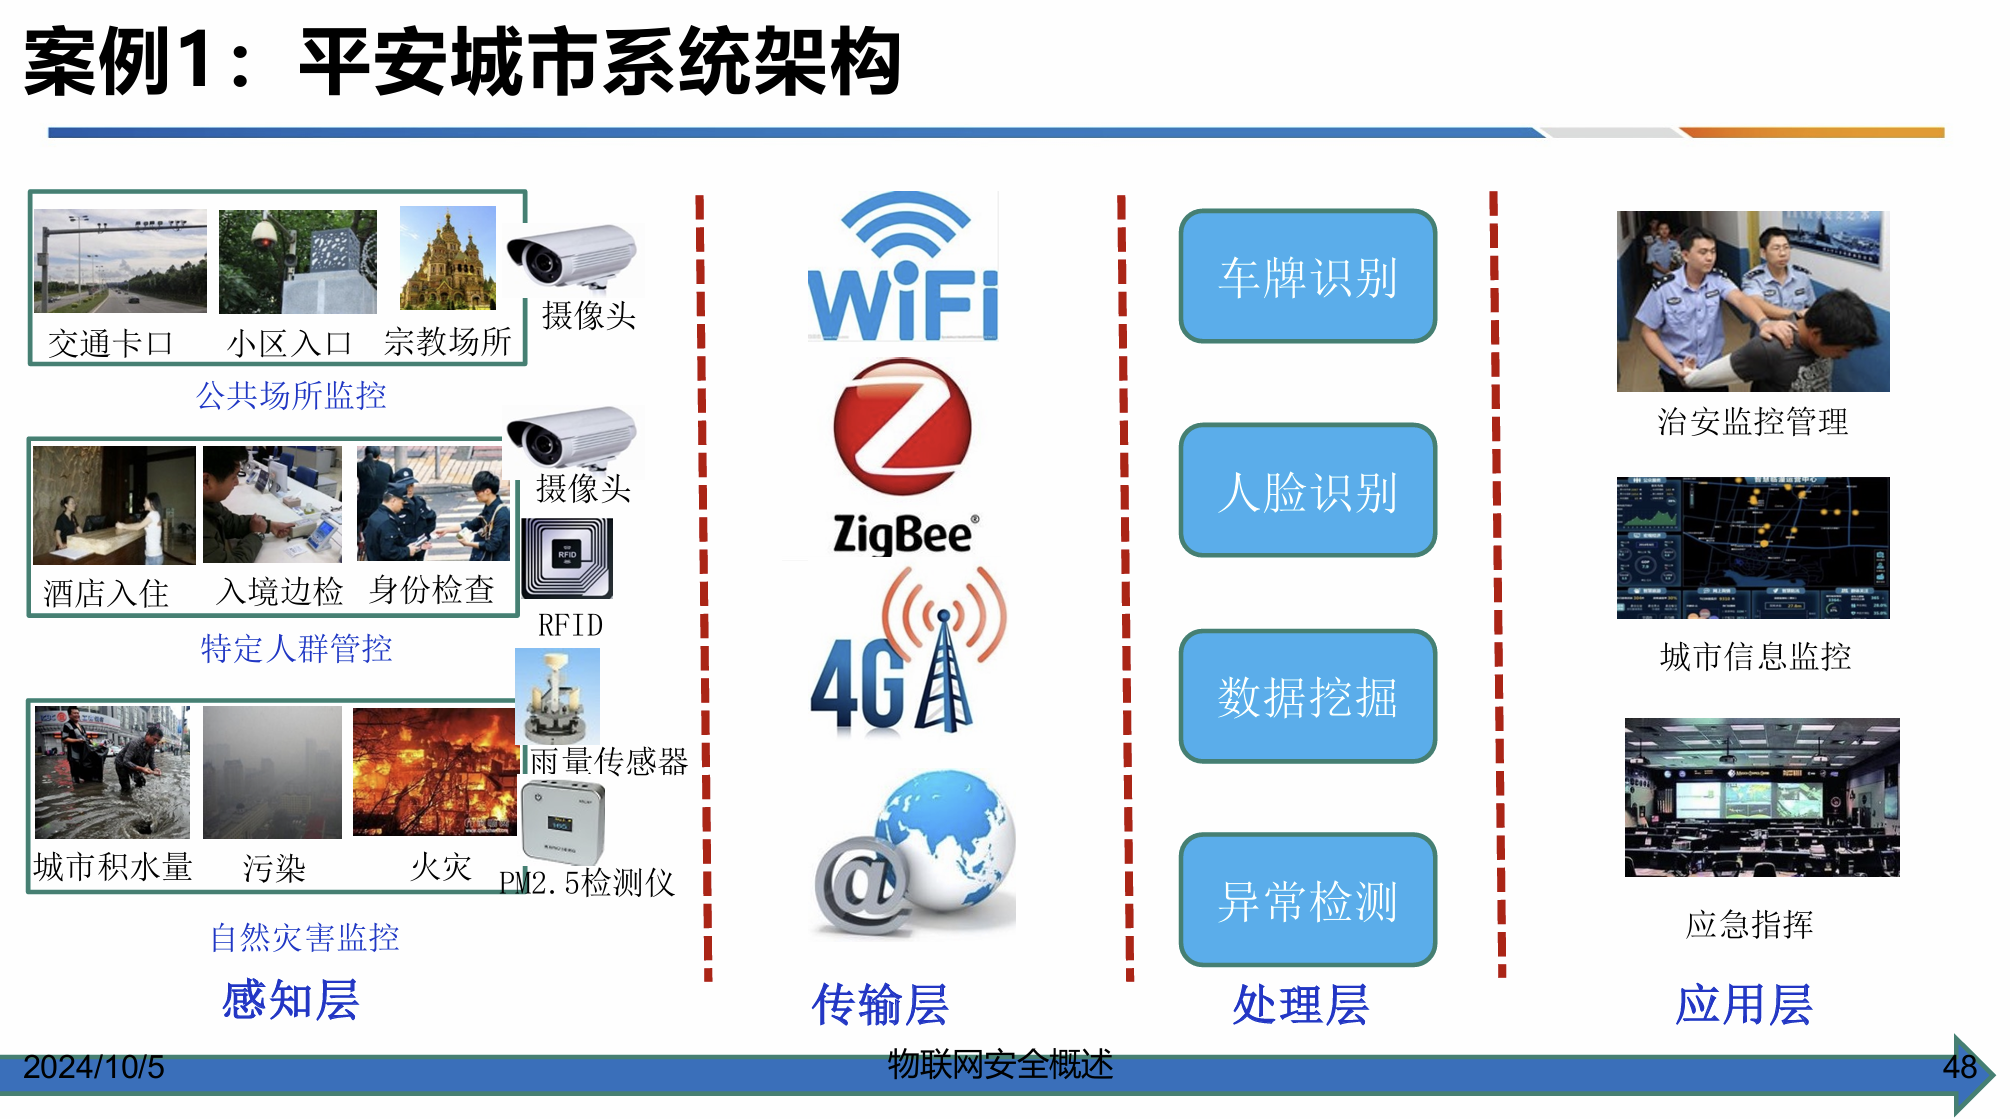 案例1：平安城市系统架构
交通卡口
小区入口
宗教场所
摄像头
公共场所监控
摄像头
酒店入住
入境边检
身份检查
RFID
RFID
特定人群管控
雨量传感器
城市积水量
污染
火灾
PM2.5检测仪
自然灾害监控
感知层
WiFi
ZigBee®
4G
@
传输层
车牌识别
人脸识别
数据挖掘
异常检测
处理层
治安监控管理
城市信息监控
应急指挥
应用层
2024/10/5
物联网安全概述
48